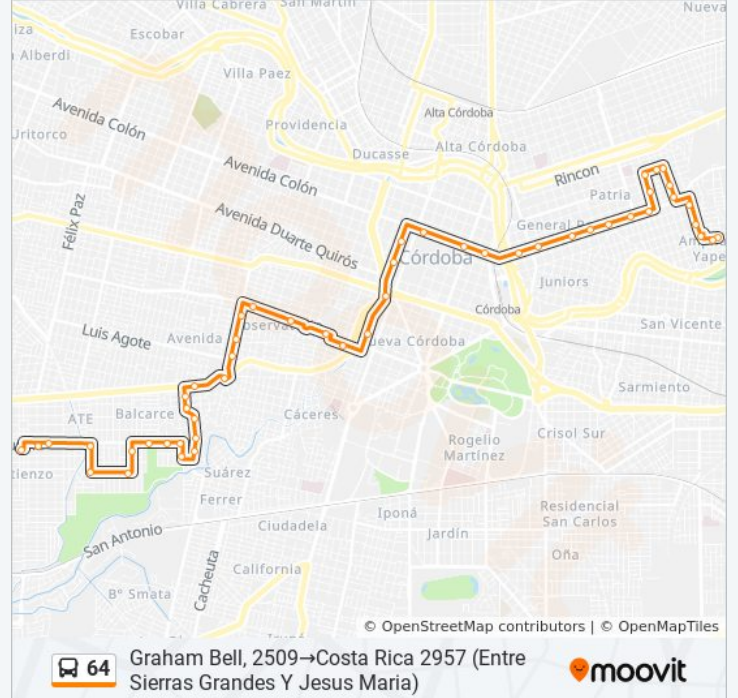 Villa Cabrera
San Martín
Nueva
Escobar
iza
Alberdi
Villa Paez
Avenida Colón
Alta Córdoba
Uritorco
Providencia
Ducasse
Alta Córdoba
Avenida Colón
Rincon
Patria
Félix Paz
Avenida Duarte Quirós
General
Córdoba
Yape
Juniors
Córdoba
Luis Agote
Avenida
Observa
San Vicente
ueva Córdoba
Sarmiento
ATE
Balcarce
Cáceres
Crisol Sur
Rogelio
Martínez
tienzo
Suárez
Ferrer
Iponá
Residencial
San Carlos
San Antonio
Ciudadela
Jardín
Oña
Cacheuta
California
B° Smata
© OpenStreetMap contributors | © OpenMapTiles
64
Graham Bell, 2509→Costa Rica 2957 (Entre
Sierras Grandes Y Jesus Maria)
moovit